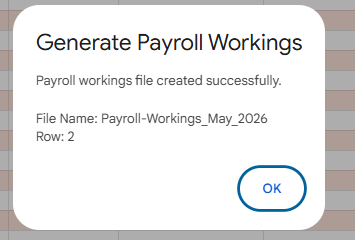 Generate Payroll Workings
Payroll workings file created successfully.
File Name: Payroll-Workings_May_2026
Row: 2
OK